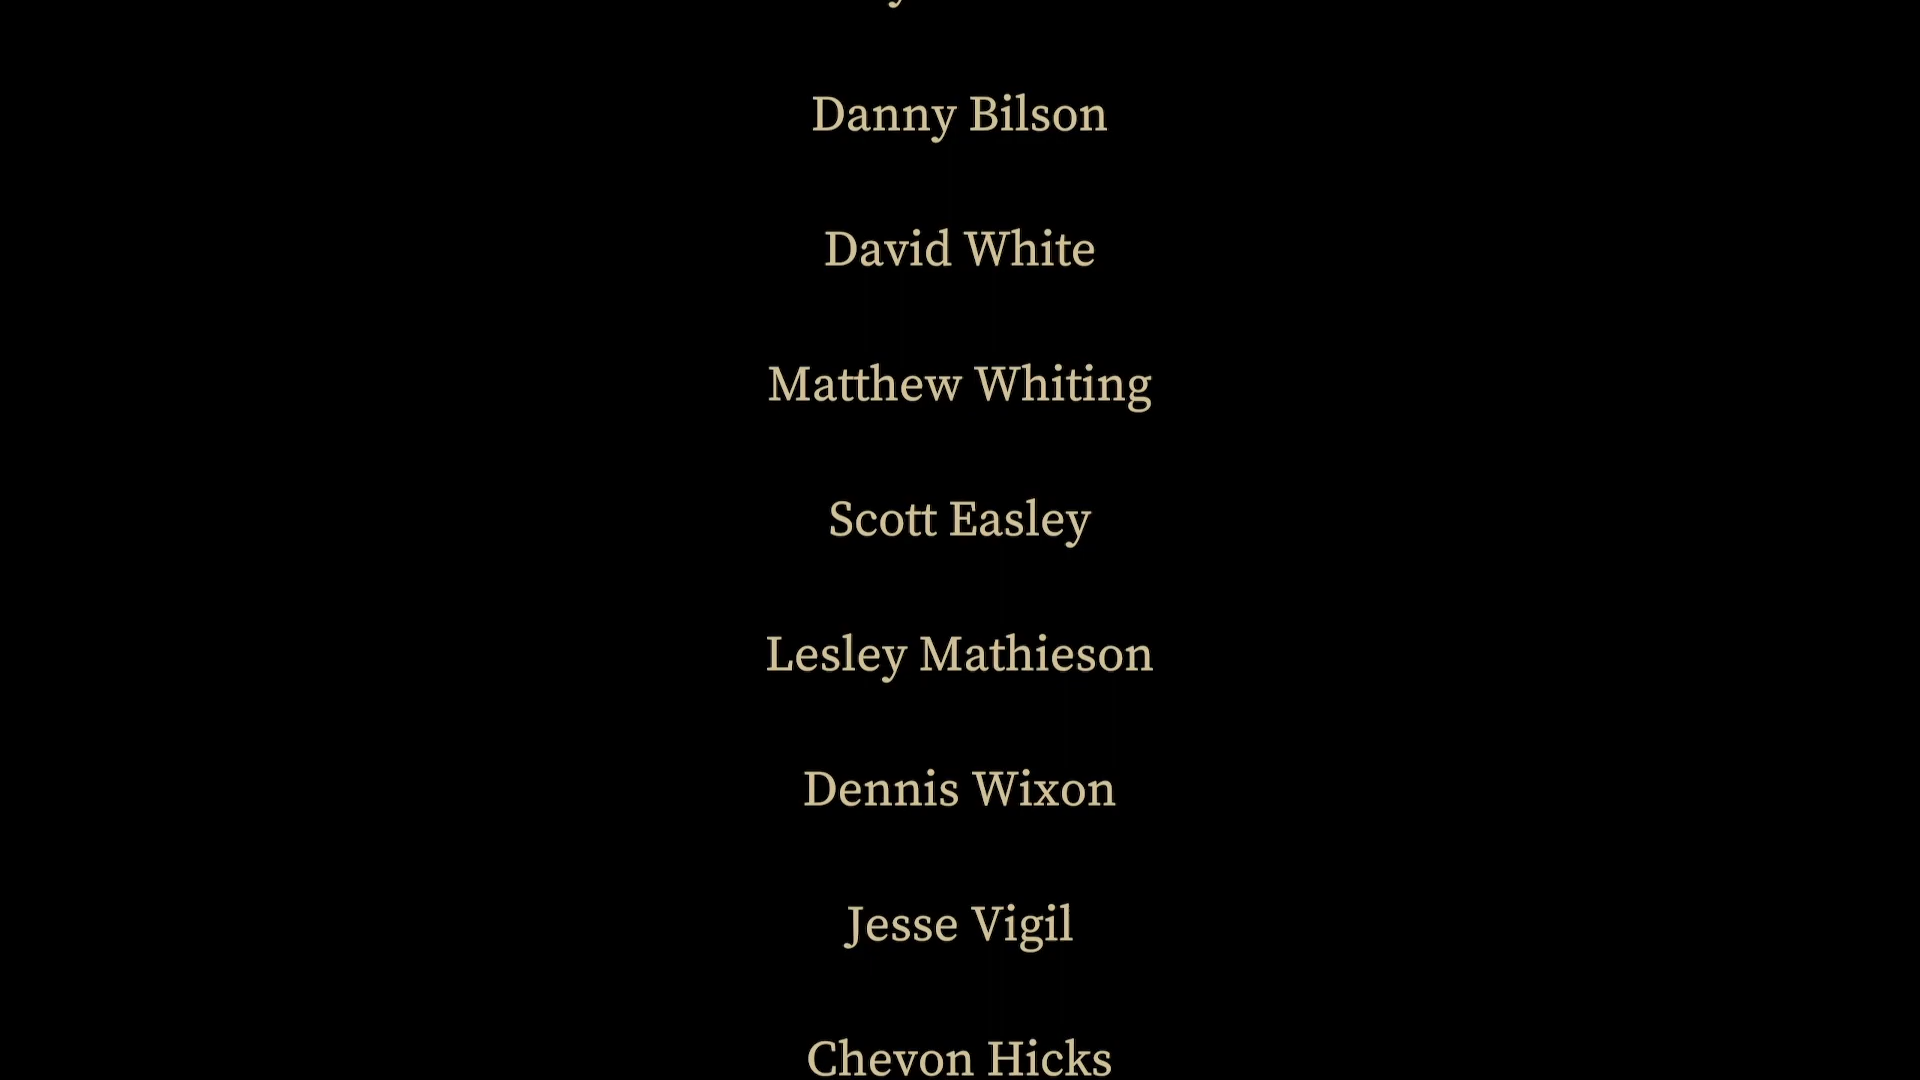 Danny Bilson
David White
Matthew Whiting
Scott Easley
Lesley Mathieson
Dennis Wixon
Jesse Vigil
Chevon Hicks